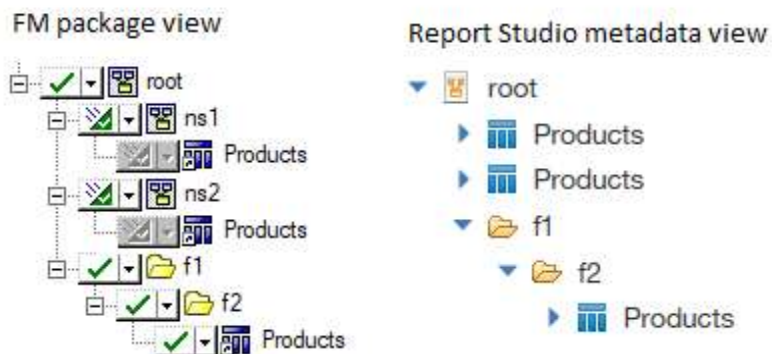 FM package view
root
ns1
Products
ns2
Products
f1
f2
Products
Report Studio metadata view
root
Products
Products
f1
f2
Products